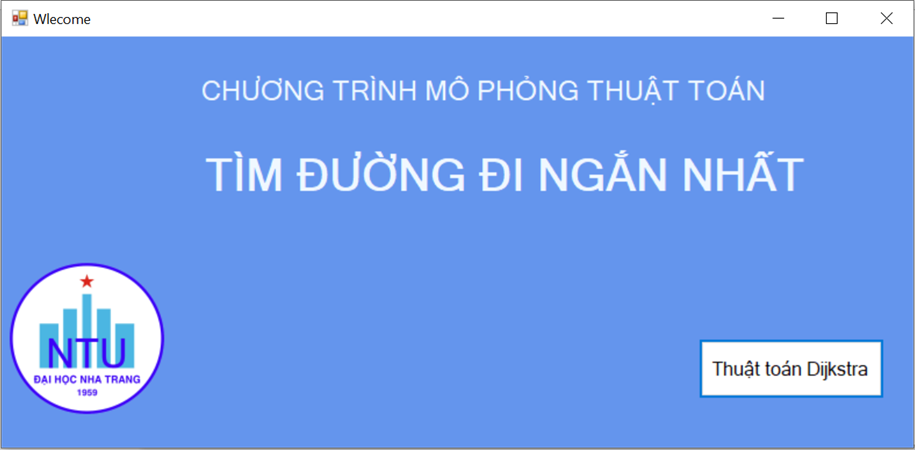 Wlecome
CHƯƠNG TRÌNH MÔ PHỎNG THUẬT TOÁN
TÌM ĐƯỜNG ĐI NGẮN NHẤT
NTU
ĐẠI HỌC NHA TRANG
1959
Thuật toán Dijkstra